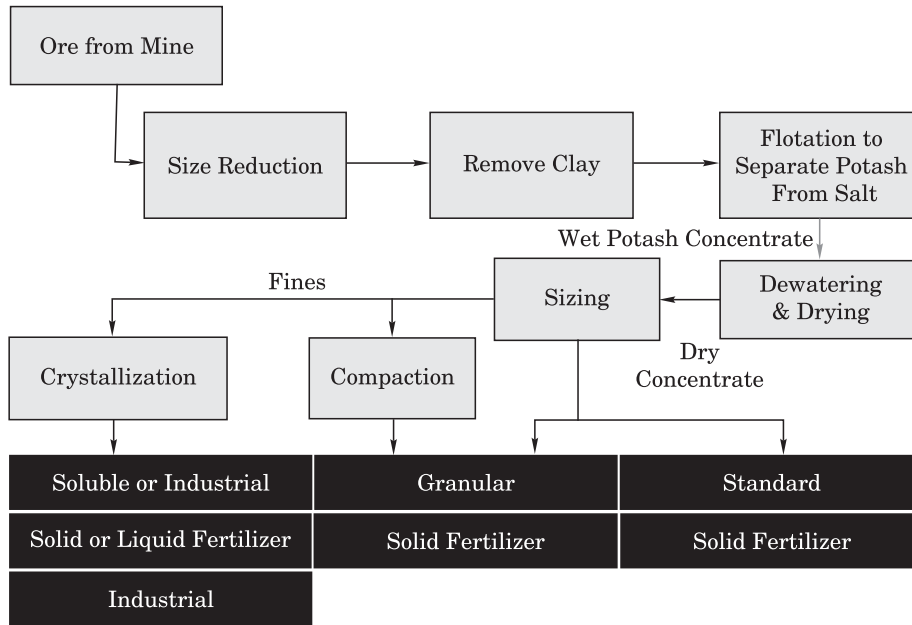 Ore from Mine
Size Reduction
Remove Clay
Flotation to
Separate Potash
From Salt
Wet Potash Concentrate
Dewatering
& Drying
Dry
Concentrate
Sizing
Fines
Crystallization
Compaction
Soluble or Industrial
Granular
Standard
Solid or Liquid Fertilizer
Solid Fertilizer
Solid Fertilizer
Industrial